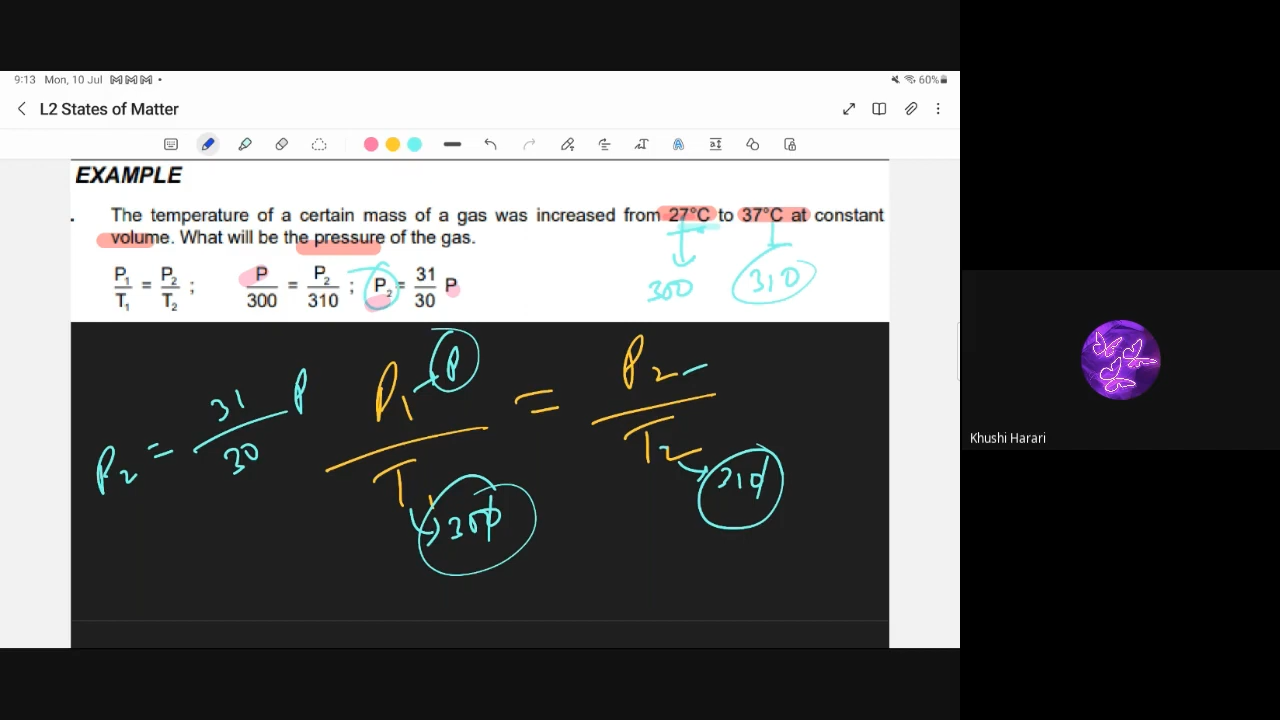 9:13 Mon, 10 Jul 60%
L2 States of Matter
EXAMPLE
. The temperature of a certain mass of a gas was increased from 27°C to 37°C at constant
volume. What will be the pressure of the gas.
P₁/T₁ = P₂/T₂ ; P/300 = P₂/310 ; P₂ = 31/30 P
300 310
P₂ = 31/30 P
P₁ P = P₂
T₁ 300 T₂ 310
Khushi Harari